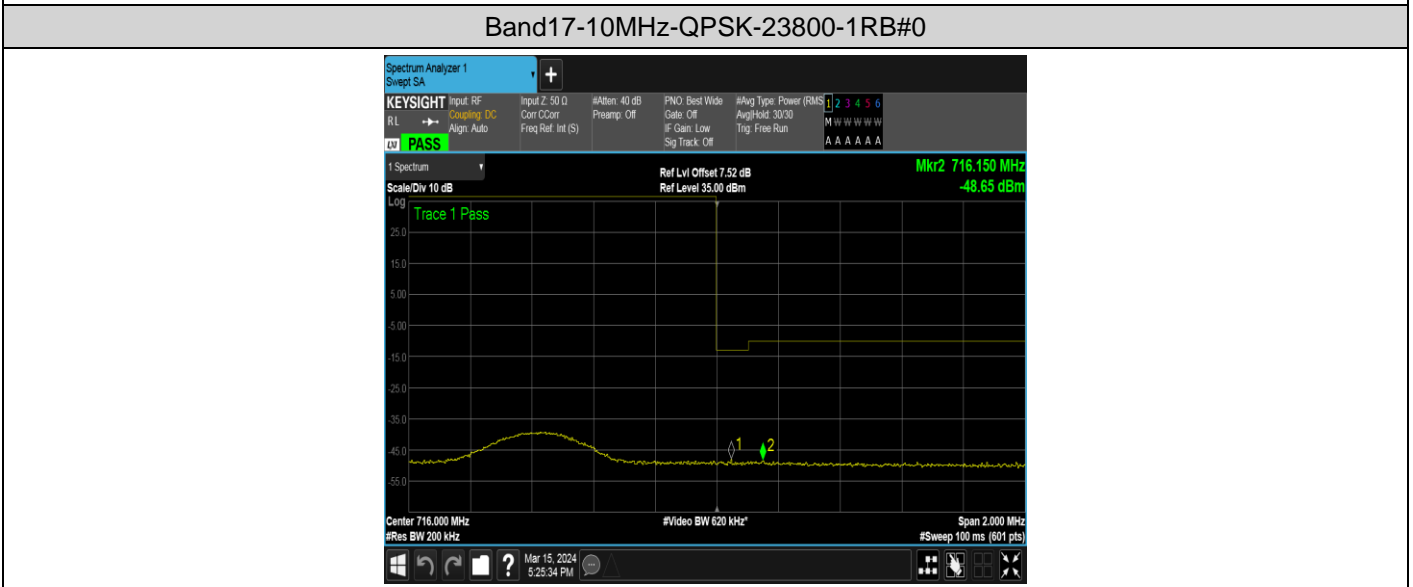 Band17-10MHz-QPSK-23800-1RB#0
Spectrum Analyzer 1
Swept SA
+
KEYSIGHT Input: RF Input Z: 50 Ω #Atten: 40 dB PNO: Best Wide #Avg Type: Power (RMS 1 2 3 4 5 6
RL Coupling: DC Corr CCorr Preamp: Off Gate: Off Avg|Hold: 30/30 M W W W W W
Align: Auto Freq Ref: Int (S) IF Gain: Low Trig: Free Run
LXI PASS Sig Track: Off A A A A A A
1 Spectrum Ref Lvl Offset 7.52 dB Mkr2 716.150 MHz
Scale/Div 10 dB Ref Level 35.00 dBm -48.65 dBm
Log
Trace 1 Pass
25.0
15.0
5.00
-5.00
-15.0
-25.0
-35.0
1 2
-45.0
-55.0
Center 716.000 MHz #Video BW 620 kHz* Span 2.000 MHz
#Res BW 200 kHz #Sweep 100 ms (601 pts)
? Mar 15, 2024
5:25:34 PM